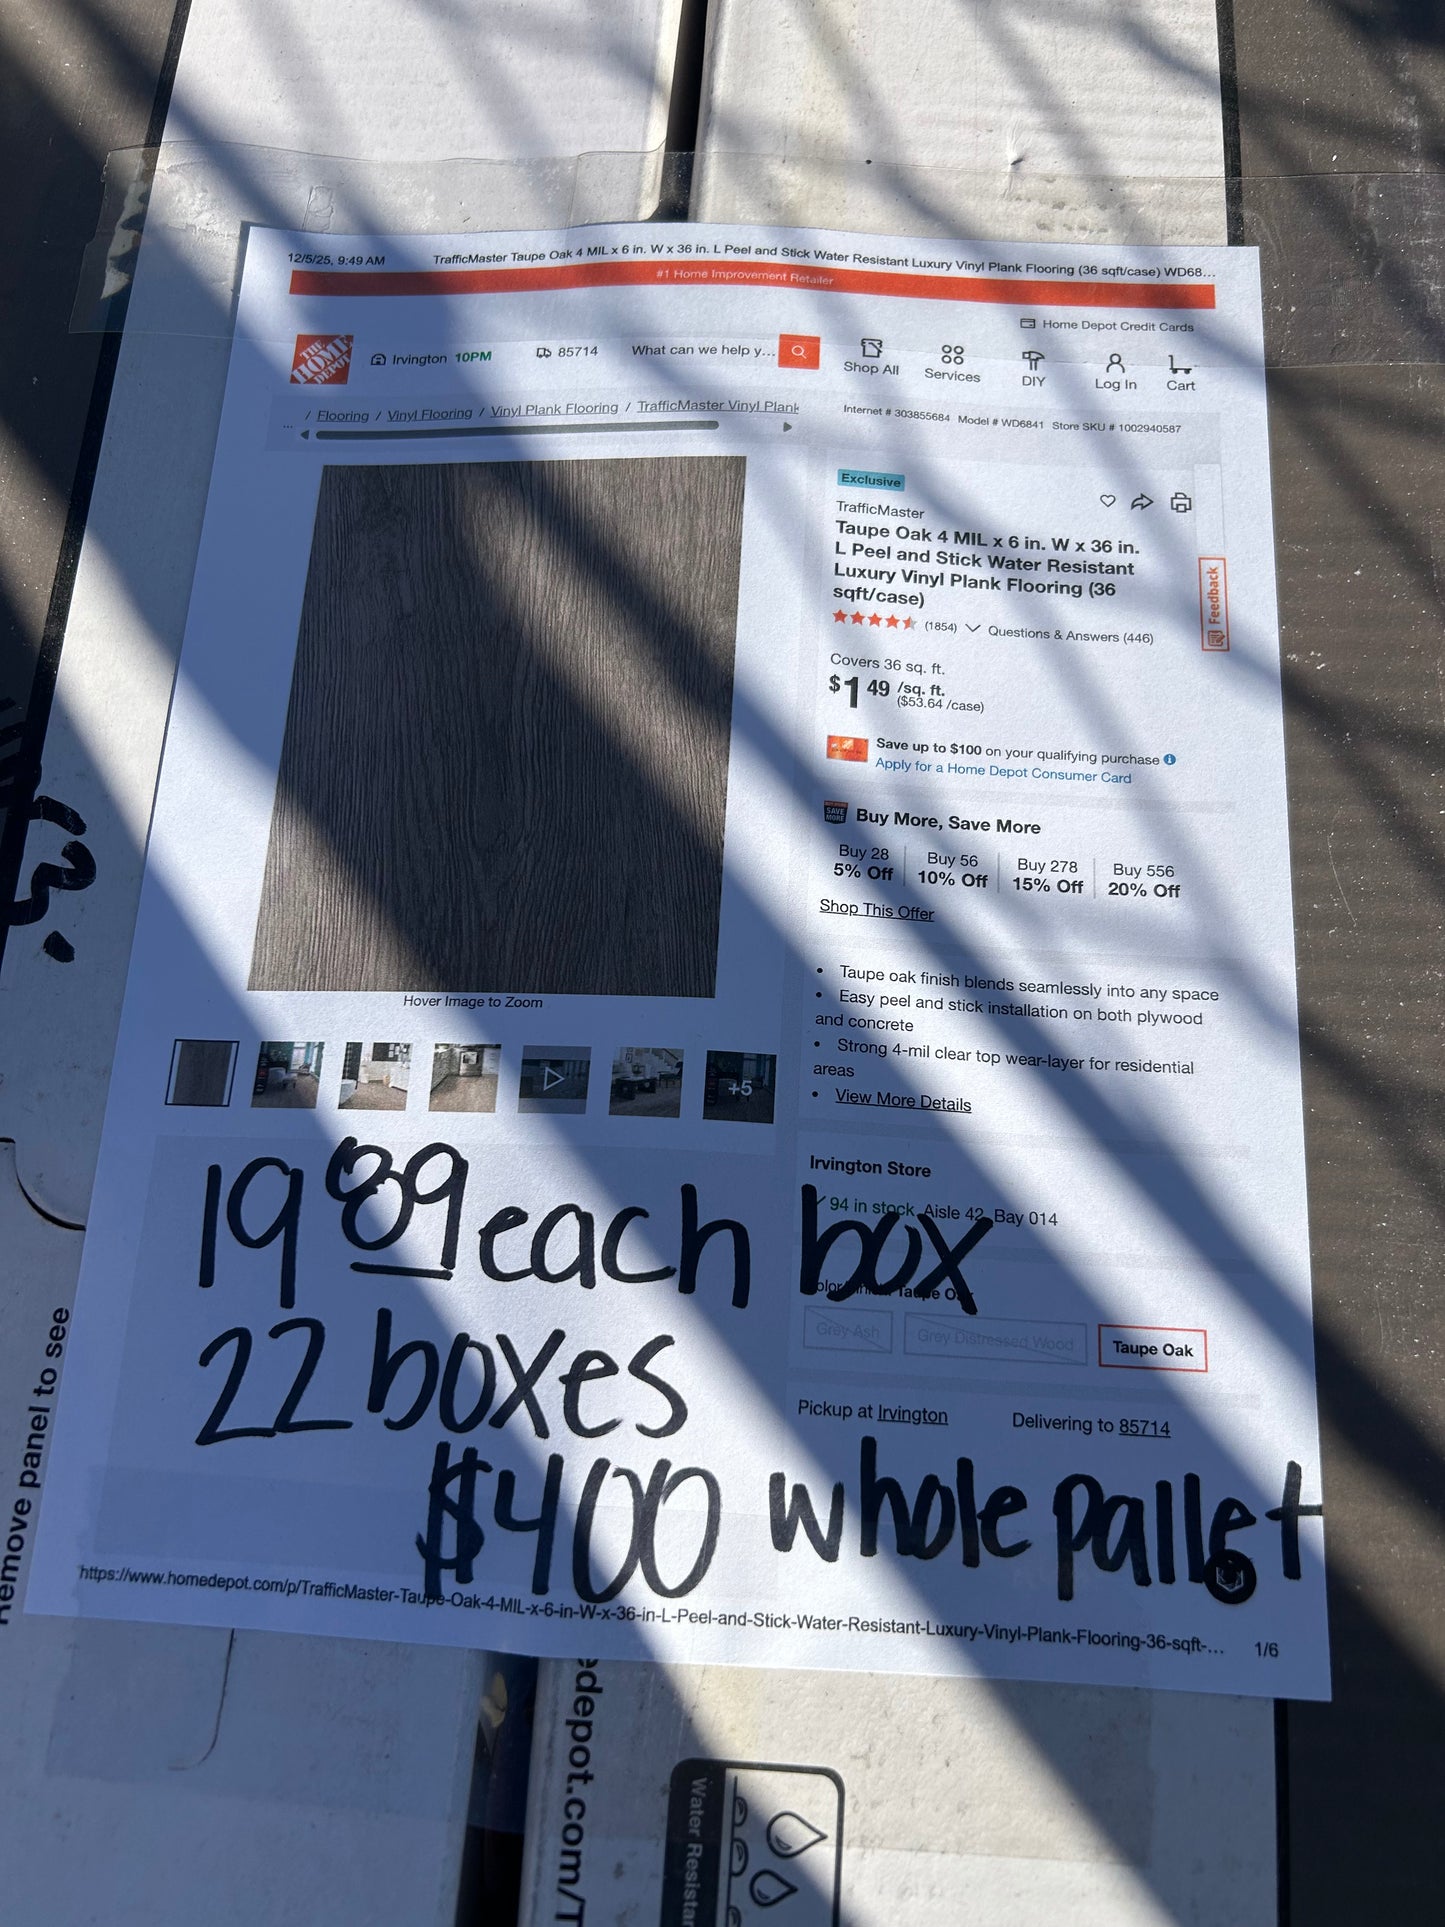 12/5/25, 9:49 AM TrafficMaster Taupe Oak 4 MIL x 6 in. W x 36 in. L Peel and Stick Water Resistant Luxury Vinyl Plank Flooring (36 sqft/case) WD68...
#1 Home Improvement Retailer
Home Depot Credit Cards
THE HOME DEPOT
Irvington 10PM
85714
What can we help y...
Shop All
Services
DIY
Log In
Cart
... / Flooring / Vinyl Flooring / Vinyl Plank Flooring / TrafficMaster Vinyl Plank
Internet # 303855684 Model # WD6841 Store SKU # 1002940587
Exclusive
TrafficMaster
Taupe Oak 4 MIL x 6 in. W x 36 in.
L Peel and Stick Water Resistant
Luxury Vinyl Plank Flooring (36
sqft/case)
(1854) Questions & Answers (446)
Feedback
Covers 36 sq. ft.
$1 49 /sq. ft.
($53.64 /case)
Save up to $100 on your qualifying purchase
Apply for a Home Depot Consumer Card
SAVE MORE
Buy More, Save More
Buy 28
5% Off
Buy 56
10% Off
Buy 278
15% Off
Buy 556
20% Off
Shop This Offer
Hover Image to Zoom
+5
• Taupe oak finish blends seamlessly into any space
• Easy peel and stick installation on both plywood
and concrete
• Strong 4-mil clear top wear-layer for residential
areas
• View More Details
Irvington Store
94 in stock Aisle 42, Bay 014
Taupe
Grey Ash
Grey Distressed Wood
Taupe Oak
Pickup at Irvington
Delivering to 85714
19 89 each box
22 boxes
$400 whole pallet
https://www.homedepot.com/p/TrafficMaster-Taupe-Oak-4-MIL-x-6-in-W-x-36-in-L-Peel-and-Stick-Water-Resistant-Luxury-Vinyl-Plank-Flooring-36-sqft-... 1/6
emove panel to see
edepot.com/T
Water Resistan